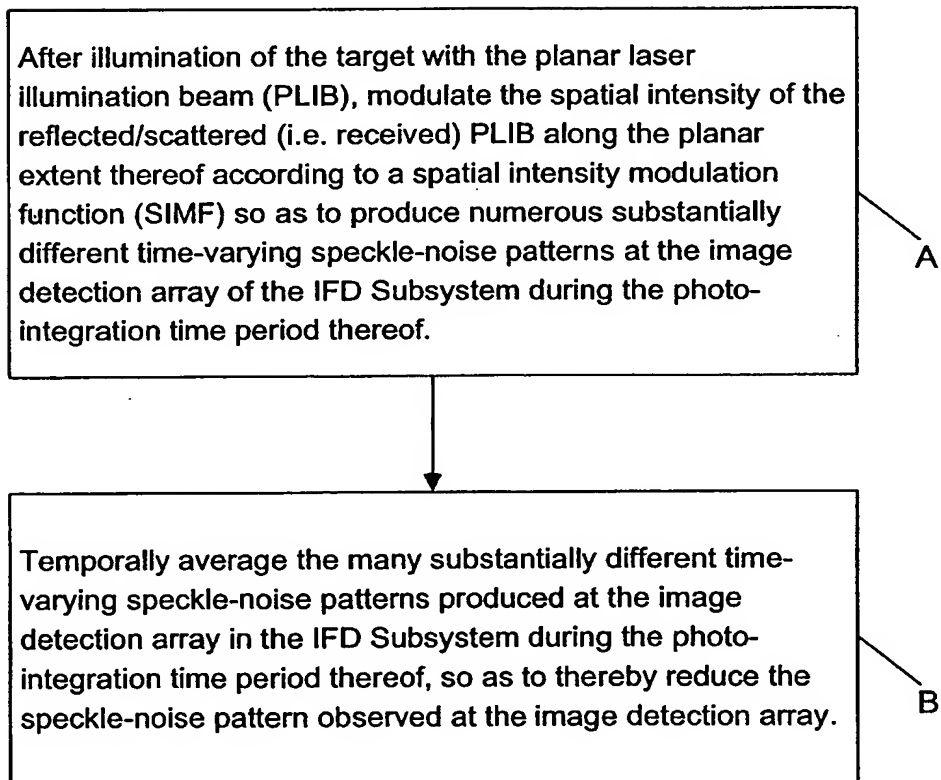 After illumination of the target with the planar laser
illumination beam (PLIB), modulate the spatial intensity of the
reflected/scattered (i.e. received) PLIB along the planar
extent thereof according to a spatial intensity modulation
function (SIMF) so as to produce numerous substantially
different time-varying speckle-noise patterns at the image
detection array of the IFD Subsystem during the photo-
integration time period thereof.
A
Temporally average the many substantially different time-
varying speckle-noise patterns produced at the image
detection array in the IFD Subsystem during the photo-
integration time period thereof, so as to thereby reduce the
speckle-noise pattern observed at the image detection array.
B